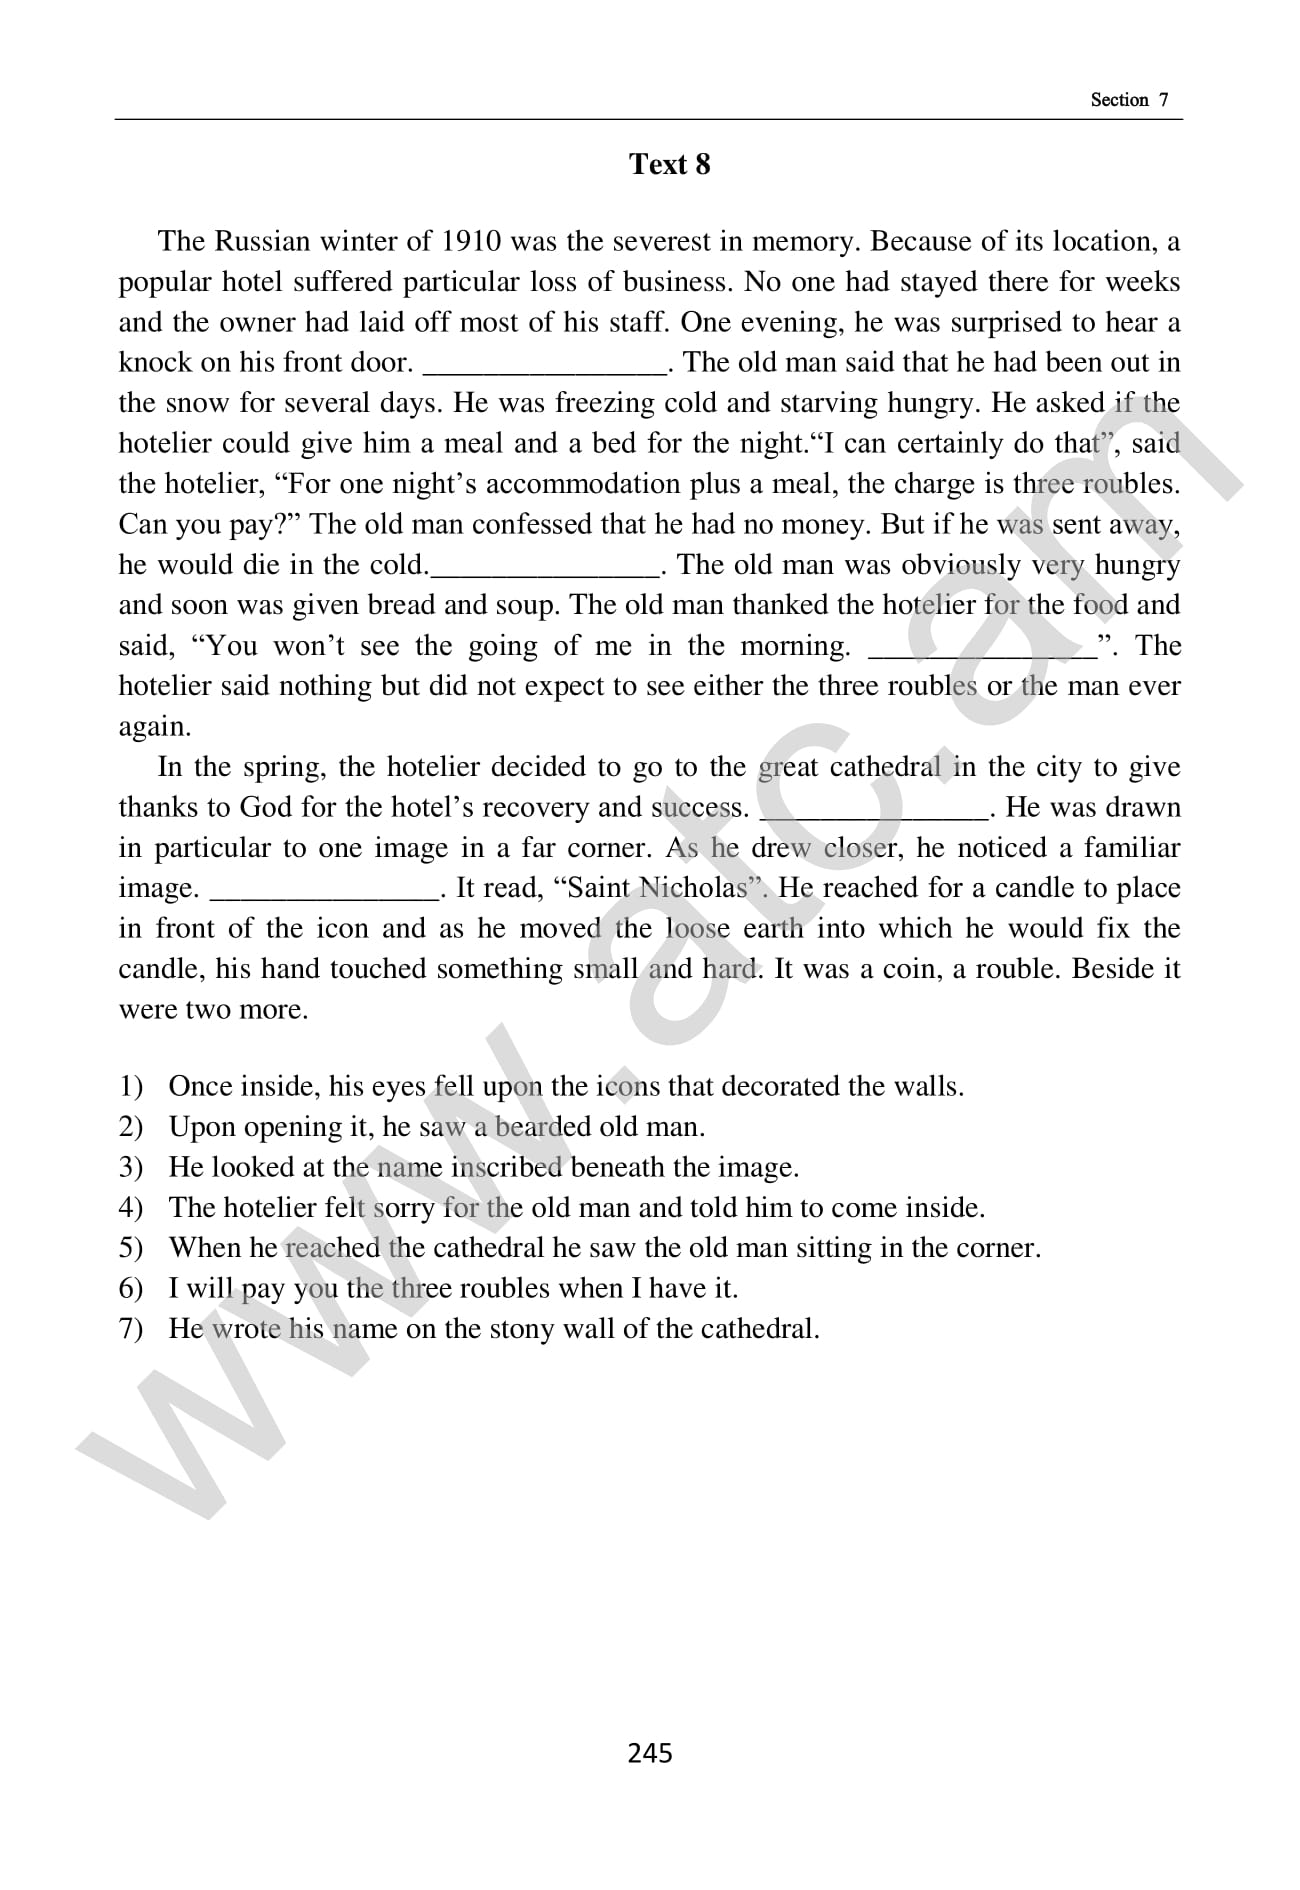 Section 7
Text 8
The Russian winter of 1910 was the severest in memory. Because of its location, a
popular hotel suffered particular loss of business. No one had stayed there for weeks
and the owner had laid off most of his staff. One evening, he was surprised to hear a
knock on his front door. ________________. The old man said that he had been out in
the snow for several days. He was freezing cold and starving hungry. He asked if the
hotelier could give him a meal and a bed for the night.“I can certainly do that”, said
the hotelier, “For one night’s accommodation plus a meal, the charge is three roubles.
Can you pay?” The old man confessed that he had no money. But if he was sent away,
he would die in the cold._______________. The old man was obviously very hungry
and soon was given bread and soup. The old man thanked the hotelier for the food and
said, “You won’t see the going of me in the morning. _______________”. The
hotelier said nothing but did not expect to see either the three roubles or the man ever
again.
In the spring, the hotelier decided to go to the great cathedral in the city to give
thanks to God for the hotel’s recovery and success. _______________. He was drawn
in particular to one image in a far corner. As he drew closer, he noticed a familiar
image. _______________. It read, “Saint Nicholas”. He reached for a candle to place
in front of the icon and as he moved the loose earth into which he would fix the
candle, his hand touched something small and hard. It was a coin, a rouble. Beside it
were two more.
1) Once inside, his eyes fell upon the icons that decorated the walls.
2) Upon opening it, he saw a bearded old man.
3) He looked at the name inscribed beneath the image.
4) The hotelier felt sorry for the old man and told him to come inside.
5) When he reached the cathedral he saw the old man sitting in the corner.
6) I will pay you the three roubles when I have it.
7) He wrote his name on the stony wall of the cathedral.
www.atc.am
245